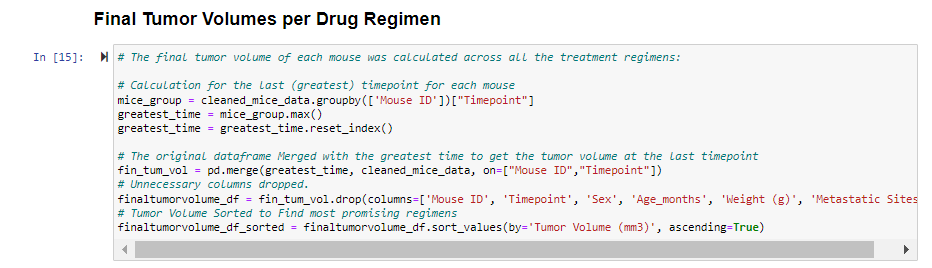 Final Tumor Volumes per Drug Regimen
In [15]:
# The final tumor volume of each mouse was calculated across all the treatment regimens:
# Calculation for the last (greatest) timepoint for each mouse
mice_group = cleaned_mice_data.groupby(['Mouse ID'])["Timepoint"]
greatest_time = mice_group.max()
greatest_time = greatest_time.reset_index()
# The original dataframe Merged with the greatest time to get the tumor volume at the last timepoint
fin_tum_vol = pd.merge(greatest_time, cleaned_mice_data, on=["Mouse ID","Timepoint"])
# Unnecessary columns dropped.
finaltumorvolume_df = fin_tum_vol.drop(columns=['Mouse ID', 'Timepoint', 'Sex', 'Age_months', 'Weight (g)', 'Metastatic Sites
# Tumor Volume Sorted to Find most promising regimens
finaltumorvolume_df_sorted = finaltumorvolume_df.sort_values(by='Tumor Volume (mm3)', ascending=True)